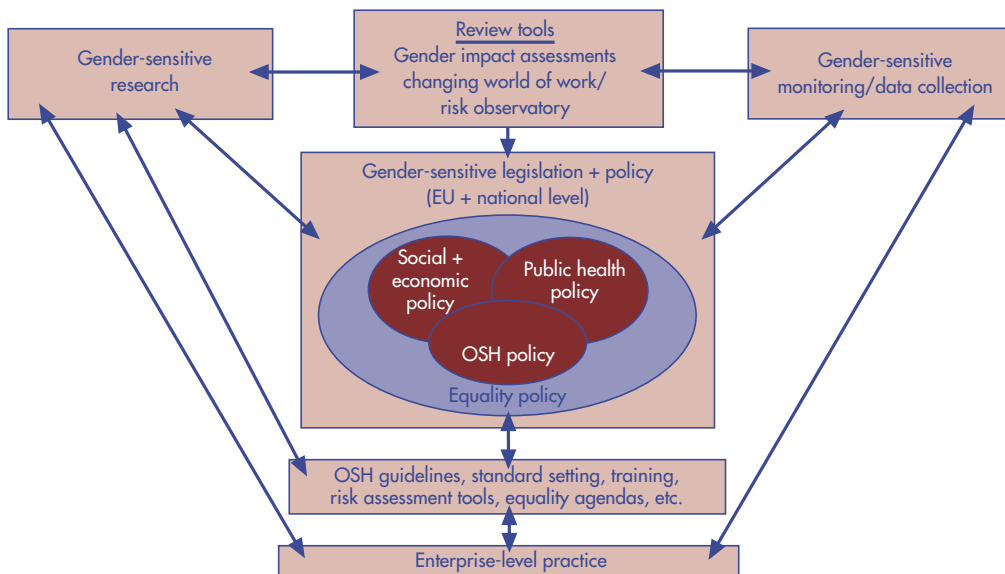 Gender-sensitive
research
Review tools
Gender impact assessments
changing world of work/
risk observatory
Gender-sensitive
monitoring/data collection
Gender-sensitive legislation + policy
(EU + national level)
Social +
economic
policy
Public health
policy
OSH policy
Equality policy
OSH guidelines, standard setting, training,
risk assessment tools, equality agendas, etc.
Enterprise-level practice